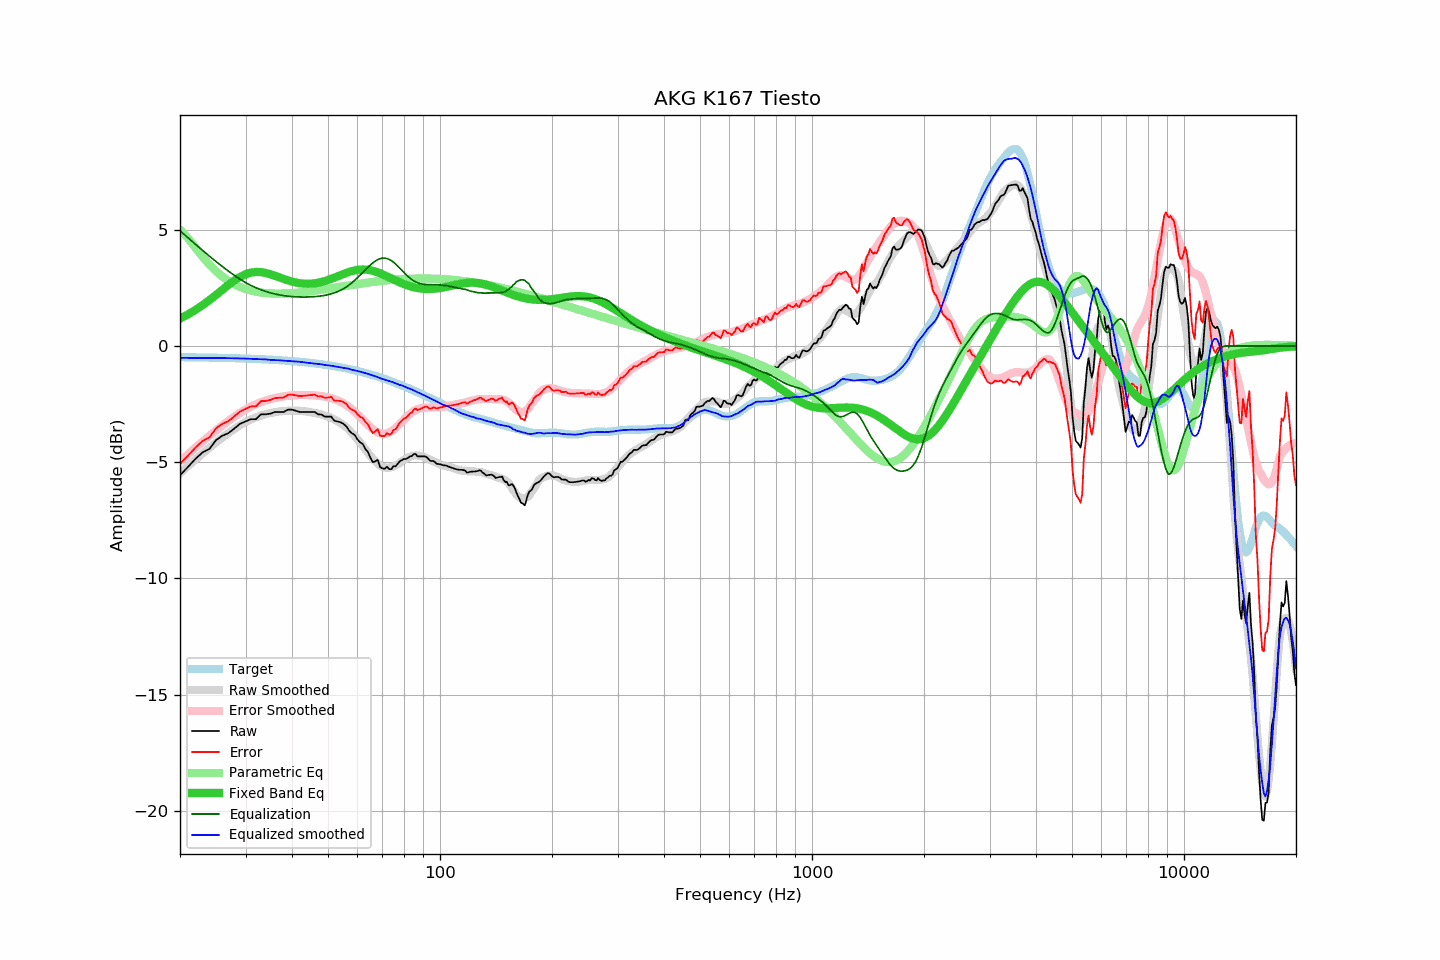 AKG K167 Tiesto
Amplitude (dBr)
5
0
−5
−10
−15
−20
Target
Raw Smoothed
Error Smoothed
Raw
Error
Parametric Eq
Fixed Band Eq
Equalization
Equalized smoothed
100
1000
10000
Frequency (Hz)